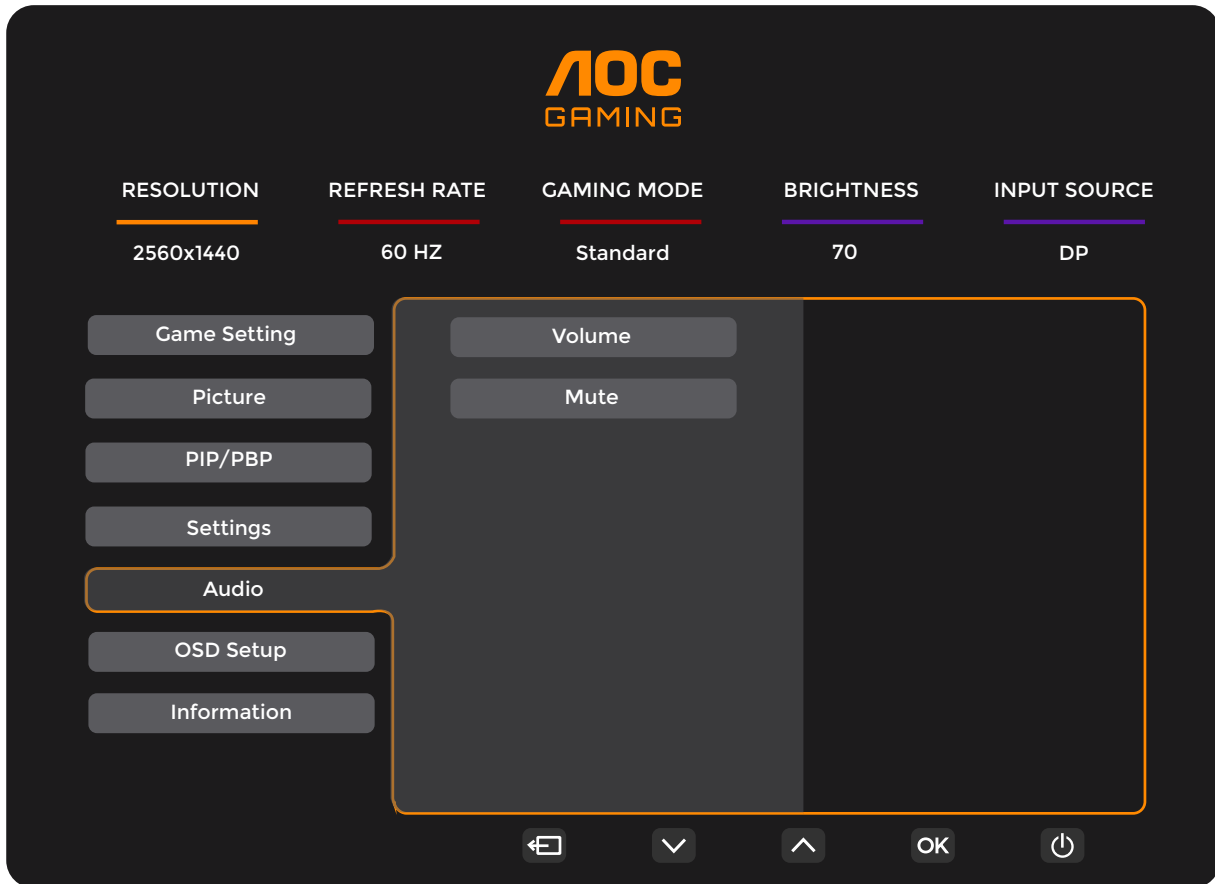 AOC
GAMING
RESOLUTION REFRESH RATE GAMING MODE BRIGHTNESS INPUT SOURCE
2560x1440 60 HZ Standard 70 DP
Game Setting Volume
Picture Mute
PIP/PBP
Settings
Audio
OSD Setup
Information
OK